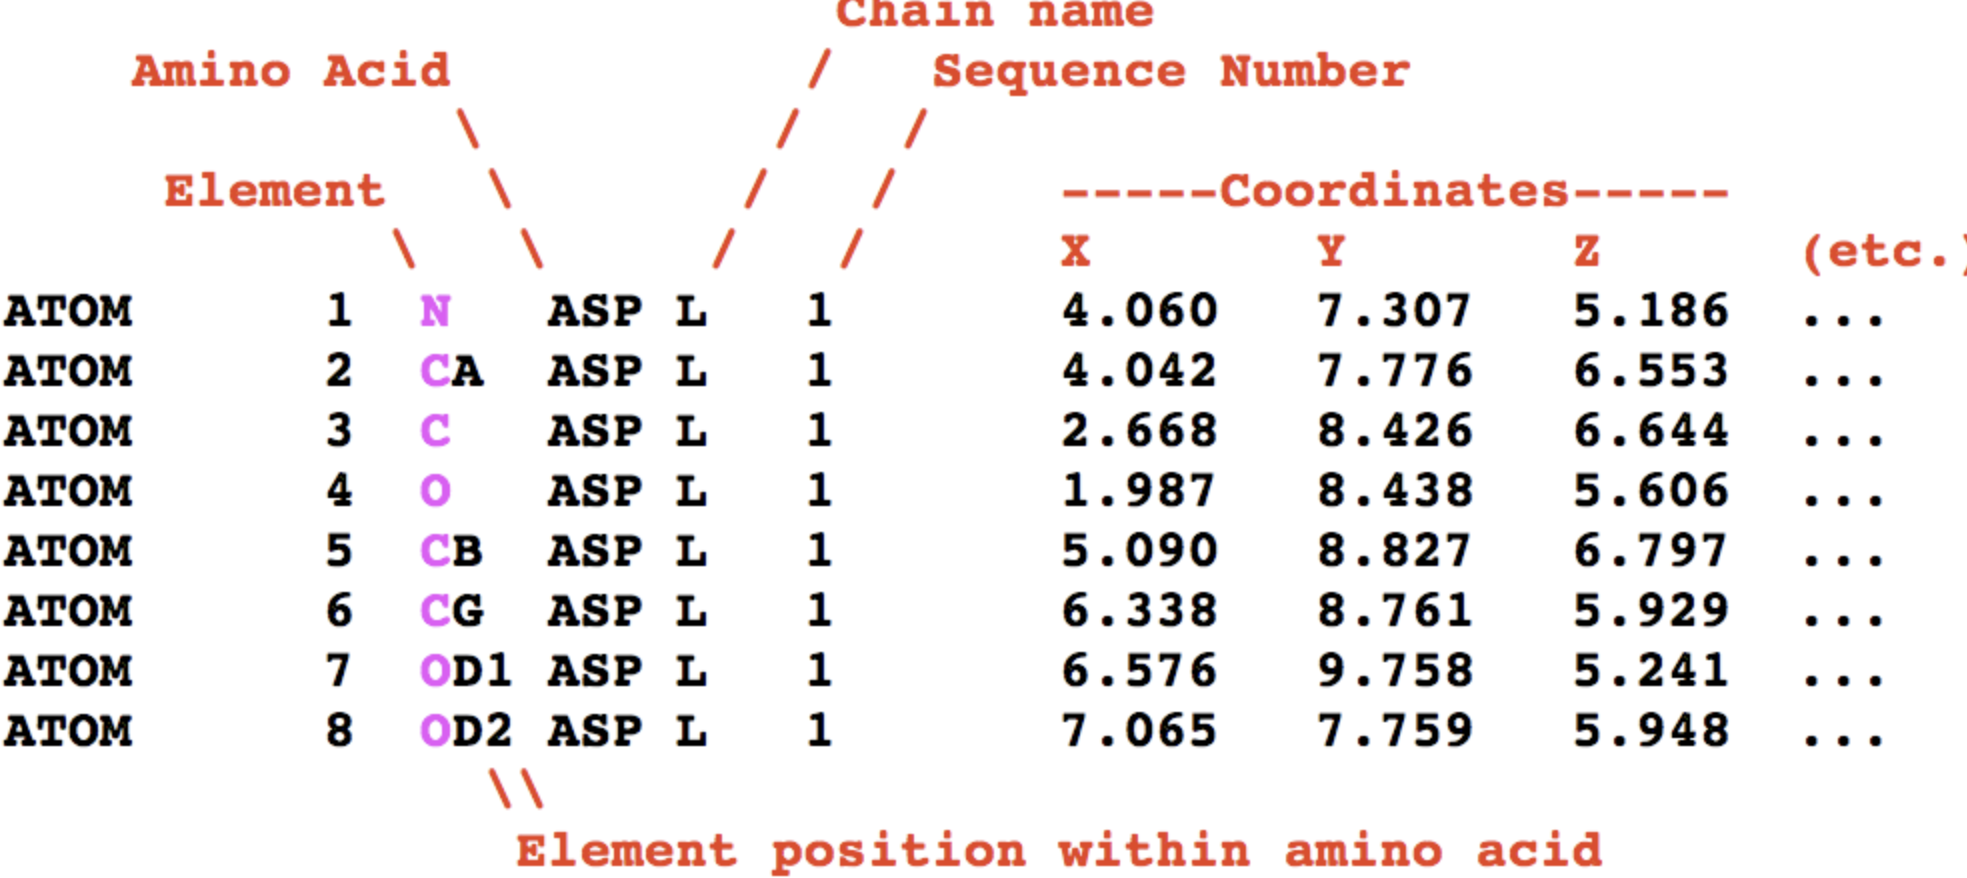 Chain name
Amino Acid / Sequence Number
\ / /
Element \ / / -----Coordinates-----
\ \ / / X Y Z (etc.)
ATOM 1 N ASP L 1 4.060 7.307 5.186 ...
ATOM 2 CA ASP L 1 4.042 7.776 6.553 ...
ATOM 3 C ASP L 1 2.668 8.426 6.644 ...
ATOM 4 O ASP L 1 1.987 8.438 5.606 ...
ATOM 5 CB ASP L 1 5.090 8.827 6.797 ...
ATOM 6 CG ASP L 1 6.338 8.761 5.929 ...
ATOM 7 OD1 ASP L 1 6.576 9.758 5.241 ...
ATOM 8 OD2 ASP L 1 7.065 7.759 5.948 ...
\\
Element position within amino acid